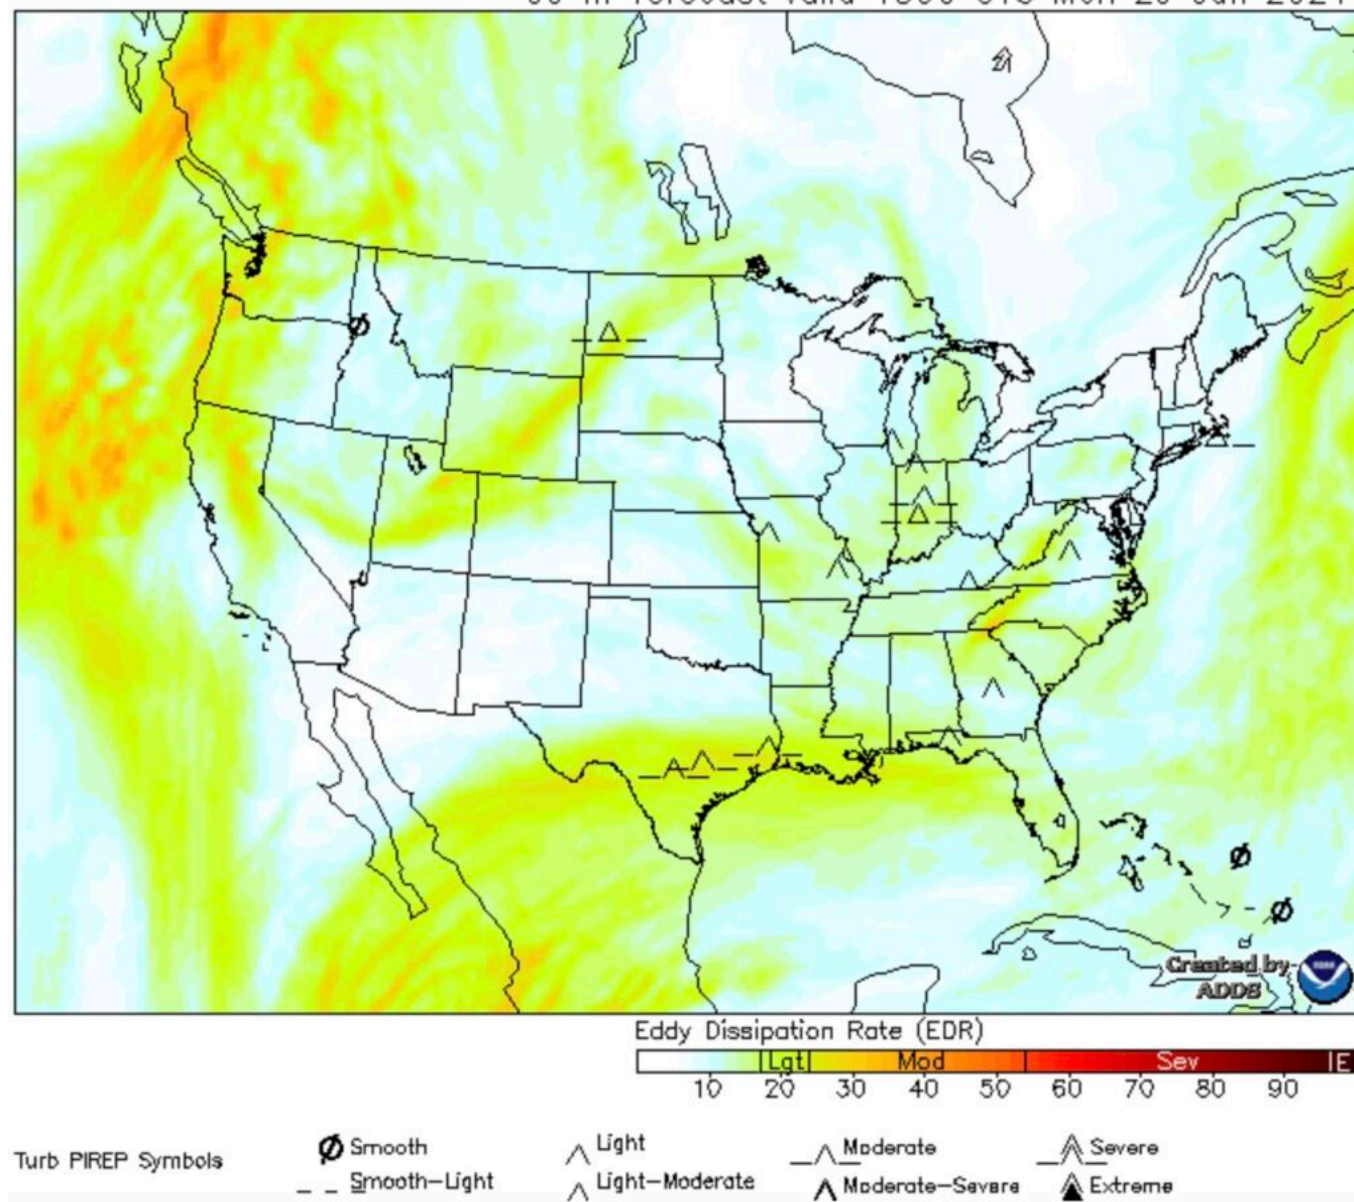 Created by
ADDS
Eddy Dissipation Rate (EDR)
Lgt Mod Sev E
10 20 30 40 50 60 70 80 90
Turb PIREP Symbols
Smooth Light Moderate Severe
Smooth-Light Light-Moderate Moderate-Severe Extreme